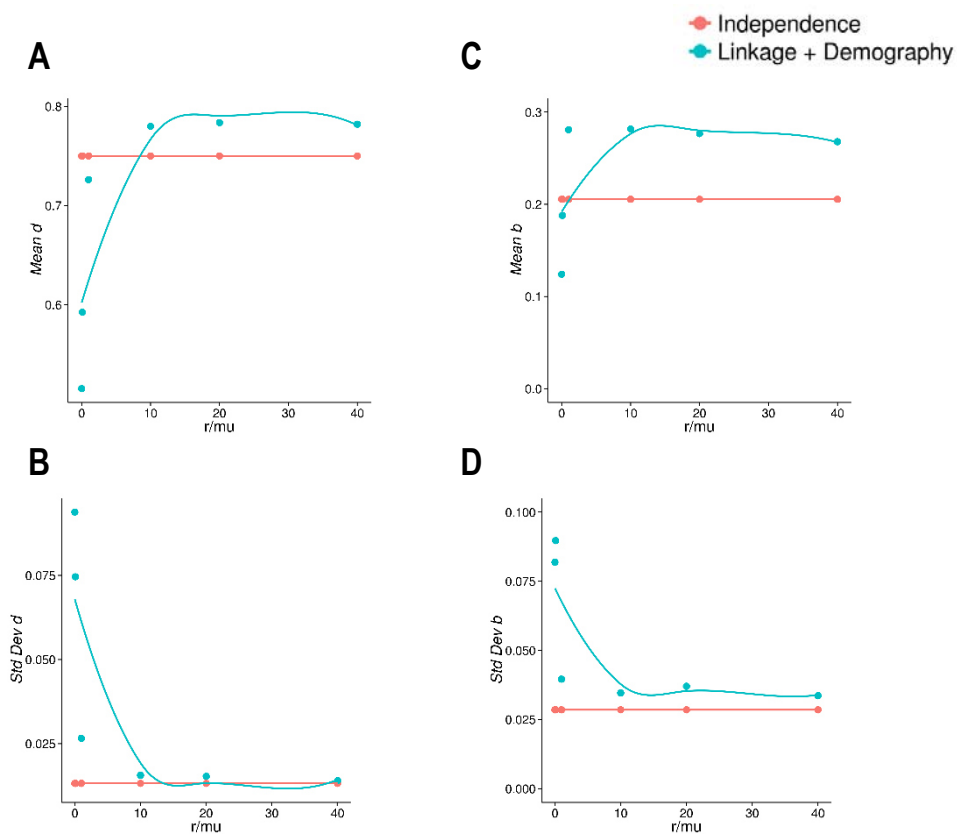 Independence
Linkage + Demography
A
Mean d
0.8
0.7
0.6
0 10 20 30 40
r/mu
C
Mean b
0.3
0.2
0.1
0.0
0 10 20 30 40
r/mu
B
Std Dev d
0.075
0.050
0.025
0 10 20 30 40
r/mu
D
Std Dev b
0.100
0.075
0.050
0.025
0.000
0 10 20 30 40
r/mu